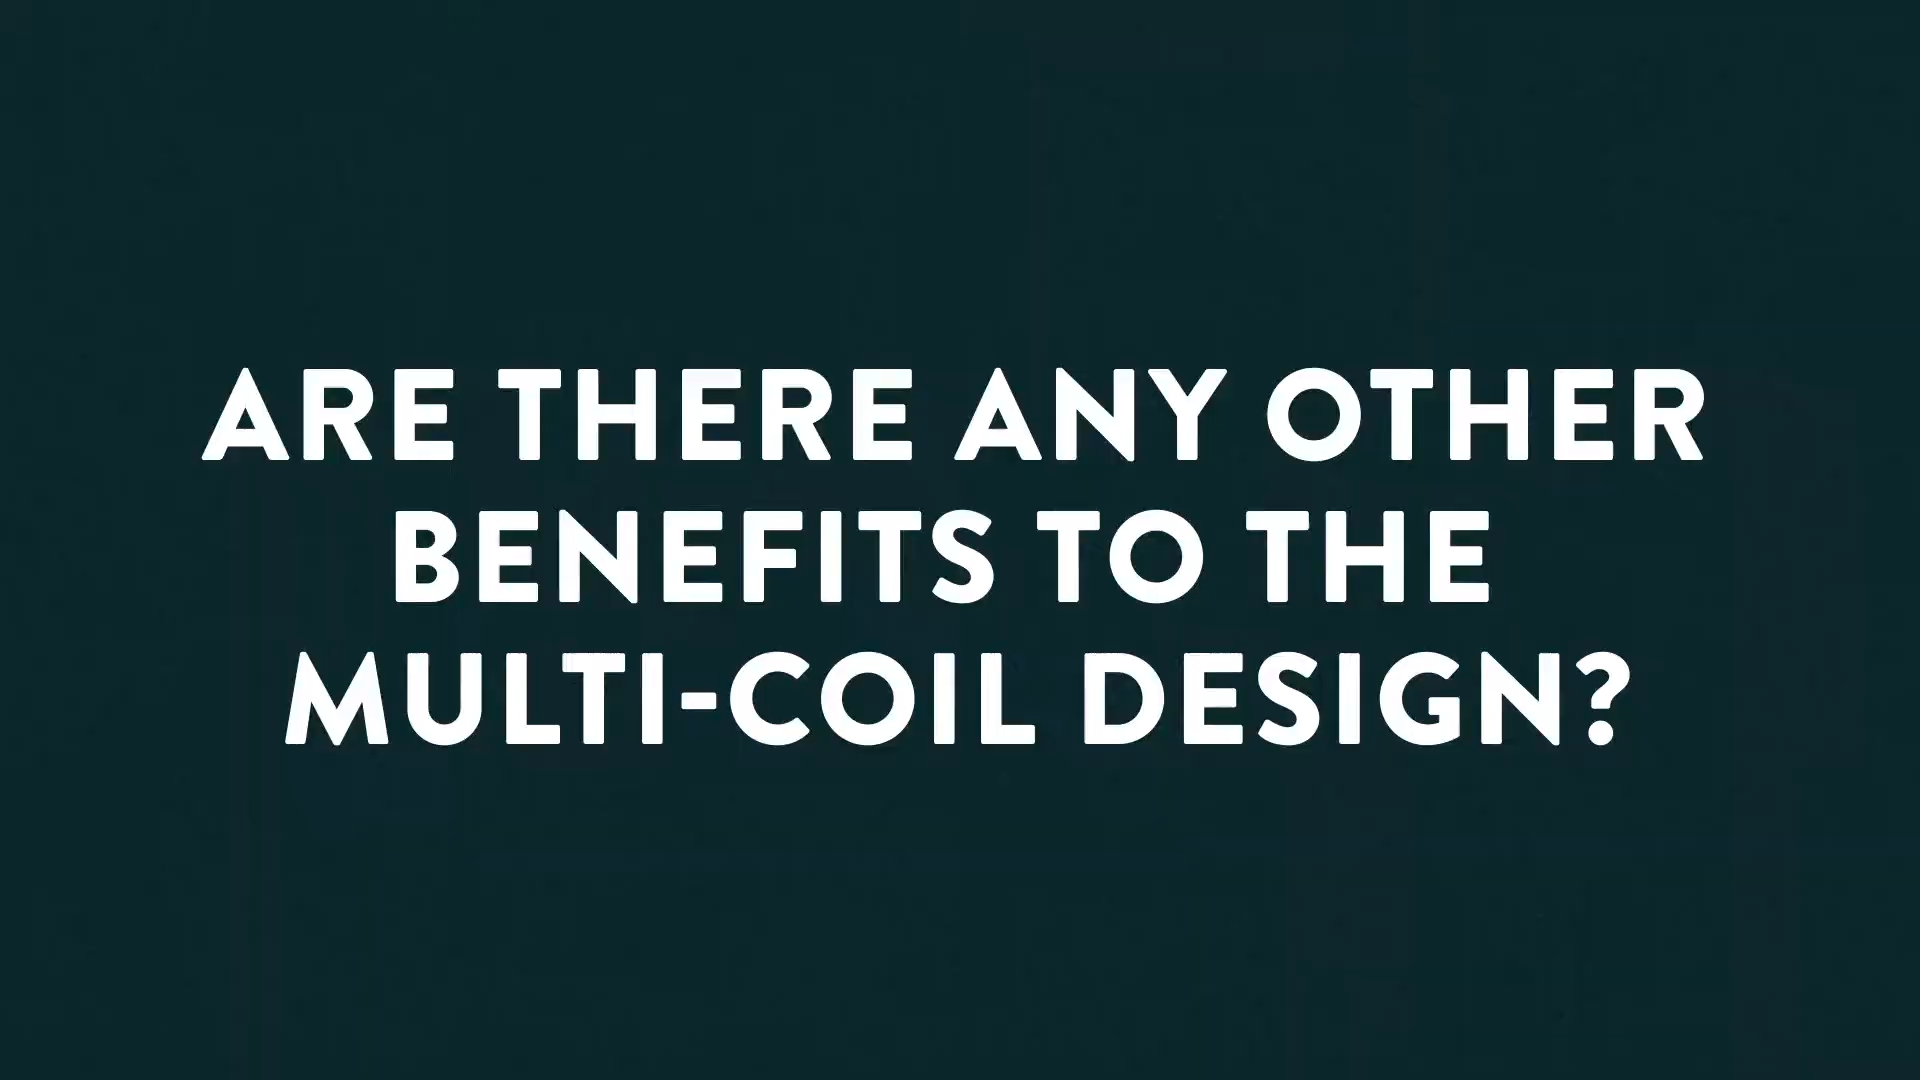 ARE THERE ANY OTHER
BENEFITS TO THE
MULTI-COIL DESIGN?